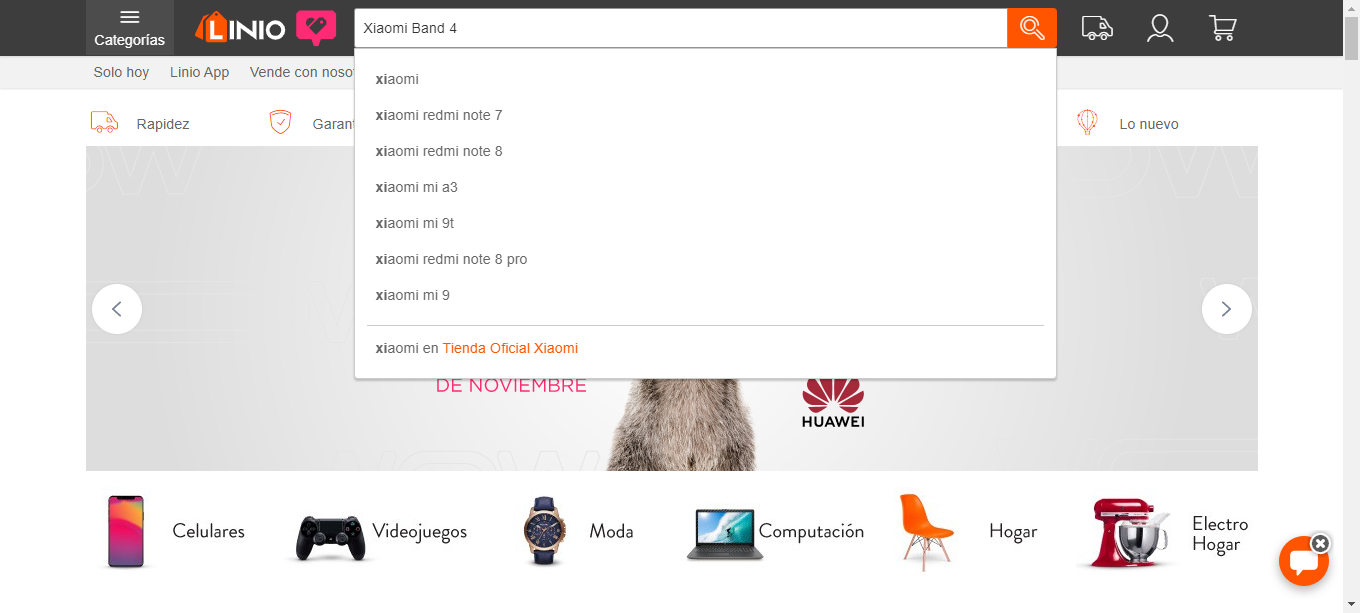 Categorías
LINIO
Xiaomi Band 4
Solo hoy
Linio App
Vende con noso
xiaomi
xiaomi redmi note 7
xiaomi redmi note 8
xiaomi mi a3
xiaomi mi 9t
xiaomi redmi note 8 pro
xiaomi mi 9
xiaomi en Tienda Oficial Xiaomi
Rapidez
Garant
Lo nuevo
DE NOVIEMBRE
HUAWEI
Celulares
Videojuegos
Moda
Computación
Hogar
Electro
Hogar